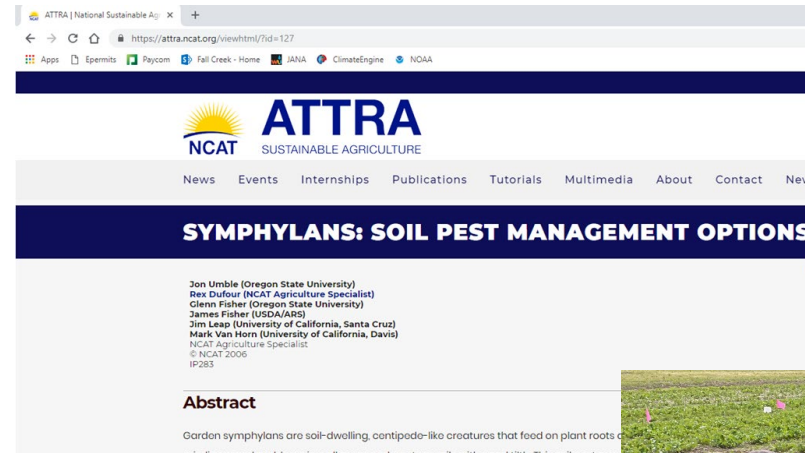 ATTRA | National Sustainable Ag
https://attra.ncat.org/viewhtml/?id=127
Apps Epermits Paycom Fall Creek - Home JANA ClimateEngine NOAA
ATTRA
NCAT SUSTAINABLE AGRICULTURE
News Events Internships Publications Tutorials Multimedia About Contact
SYMPHYLANS: SOIL PEST MANAGEMENT OPTIONS
Jon Umble (Oregon State University)
Rex Dufour (NCAT Agriculture Specialist)
Glenn Fisher (Oregon State University)
James Fisher (USDA/ARS)
Jim Leap (University of California, Santa Cruz)
Mark Van Horn (University of California, Davis)
NCAT Agriculture Specialist
© NCAT 2006
IP283
Abstract
Garden symphylans are soil-dwelling, centipede-like creatures that feed on plant roots